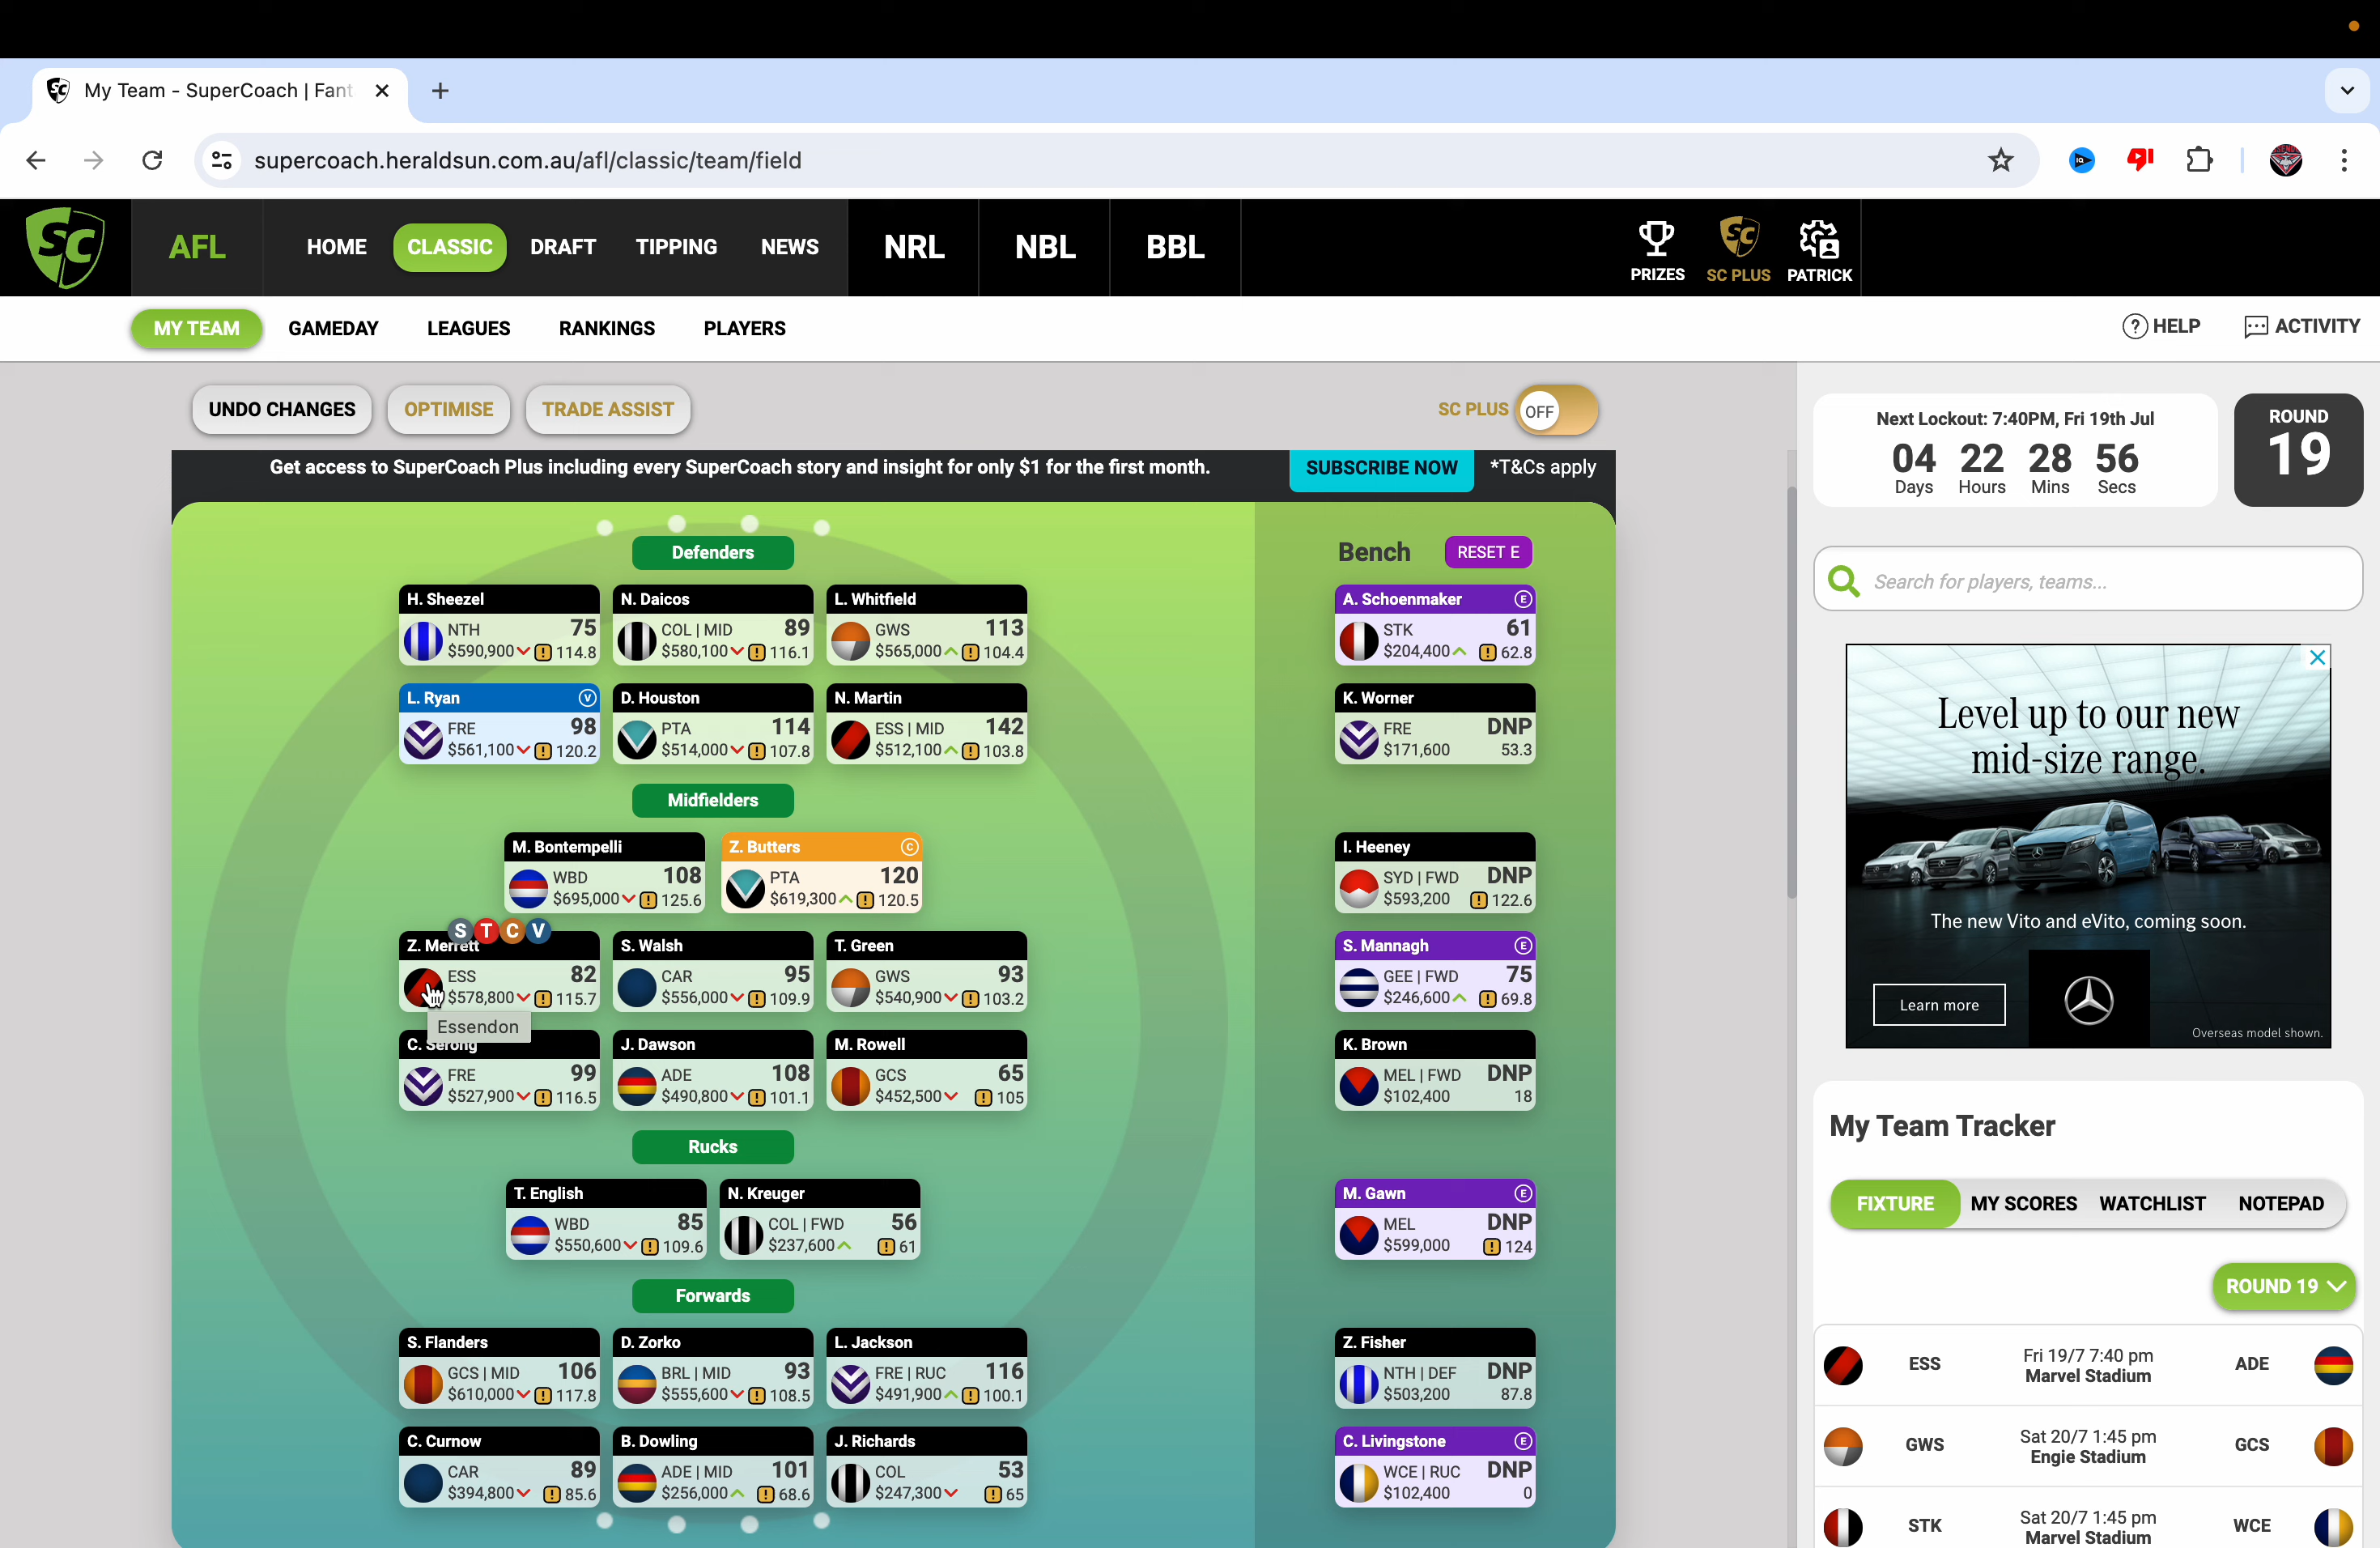 My Team - SuperCoach | Fant
supercoach.heraldsun.com.au/afl/classic/team/field
SC AFL HOME CLASSIC DRAFT TIPPING NEWS NRL NBL BBL
PRIZES SC PLUS PATRICK
MY TEAM GAMEDAY LEAGUES RANKINGS PLAYERS
? HELP ACTIVITY
UNDO CHANGES OPTIMISE TRADE ASSIST
SC PLUS OFF
Get access to SuperCoach Plus including every SuperCoach story and insight for only $1 for the first month. SUBSCRIBE NOW *T&Cs apply
Defenders
Bench RESET E
H. Sheezel
NTH 75
$590,900 ! 114.8
N. Daicos
COL | MID 89
$580,100 ! 116.1
L. Whitfield
GWS 113
$565,000 ! 104.4
A. Schoenmaker E
STK 61
$204,400 ! 62.8
L. Ryan V
FRE 98
$561,100 ! 120.2
D. Houston
PTA 114
$514,000 ! 107.8
N. Martin
ESS | MID 142
$512,100 ! 103.8
K. Worner
FRE DNP
$171,600 53.3
Midfielders
M. Bontempelli
WBD 108
$695,000 ! 125.6
Z. Butters C
PTA 120
$619,300 ! 120.5
I. Heeney
SYD | FWD DNP
$593,200 ! 122.6
S T C V
Z. Merrett
ESS 82
$578,800 ! 115.7
Essendon
S. Walsh
CAR 95
$556,000 ! 109.9
T. Green
GWS 93
$540,900 ! 103.2
S. Mannagh E
GEE | FWD 75
$246,600 ! 69.8
C. Serong
FRE 99
$527,900 ! 116.5
J. Dawson
ADE 108
$490,800 ! 101.1
M. Rowell
GCS 65
$452,500 ! 105
K. Brown
MEL | FWD DNP
$102,400 18
Rucks
T. English
WBD 85
$550,600 ! 109.6
N. Kreuger
COL | FWD 56
$237,600 ! 61
M. Gawn E
MEL DNP
$599,000 ! 124
Forwards
S. Flanders
GCS | MID 106
$610,000 ! 117.8
D. Zorko
BRL | MID 93
$555,600 ! 108.5
L. Jackson
FRE | RUC 116
$491,900 ! 100.1
Z. Fisher
NTH | DEF DNP
$503,200 87.8
C. Curnow
CAR 89
$394,800 ! 85.6
B. Dowling
ADE | MID 101
$256,000 ! 68.6
J. Richards
COL 53
$247,300 ! 65
C. Livingstone E
WCE | RUC DNP
$102,400 0
Next Lockout: 7:40PM, Fri 19th Jul
04 22 28 56
Days Hours Mins Secs
ROUND
19
Search for players, teams...
Level up to our new
mid-size range.
The new Vito and eVito, coming soon.
Learn more
Overseas model shown.
My Team Tracker
FIXTURE MY SCORES WATCHLIST NOTEPAD
ROUND 19
ESS Fri 19/7 7:40 pm ADE
Marvel Stadium
GWS Sat 20/7 1:45 pm GCS
Engie Stadium
STK Sat 20/7 1:45 pm WCE
Marvel Stadium